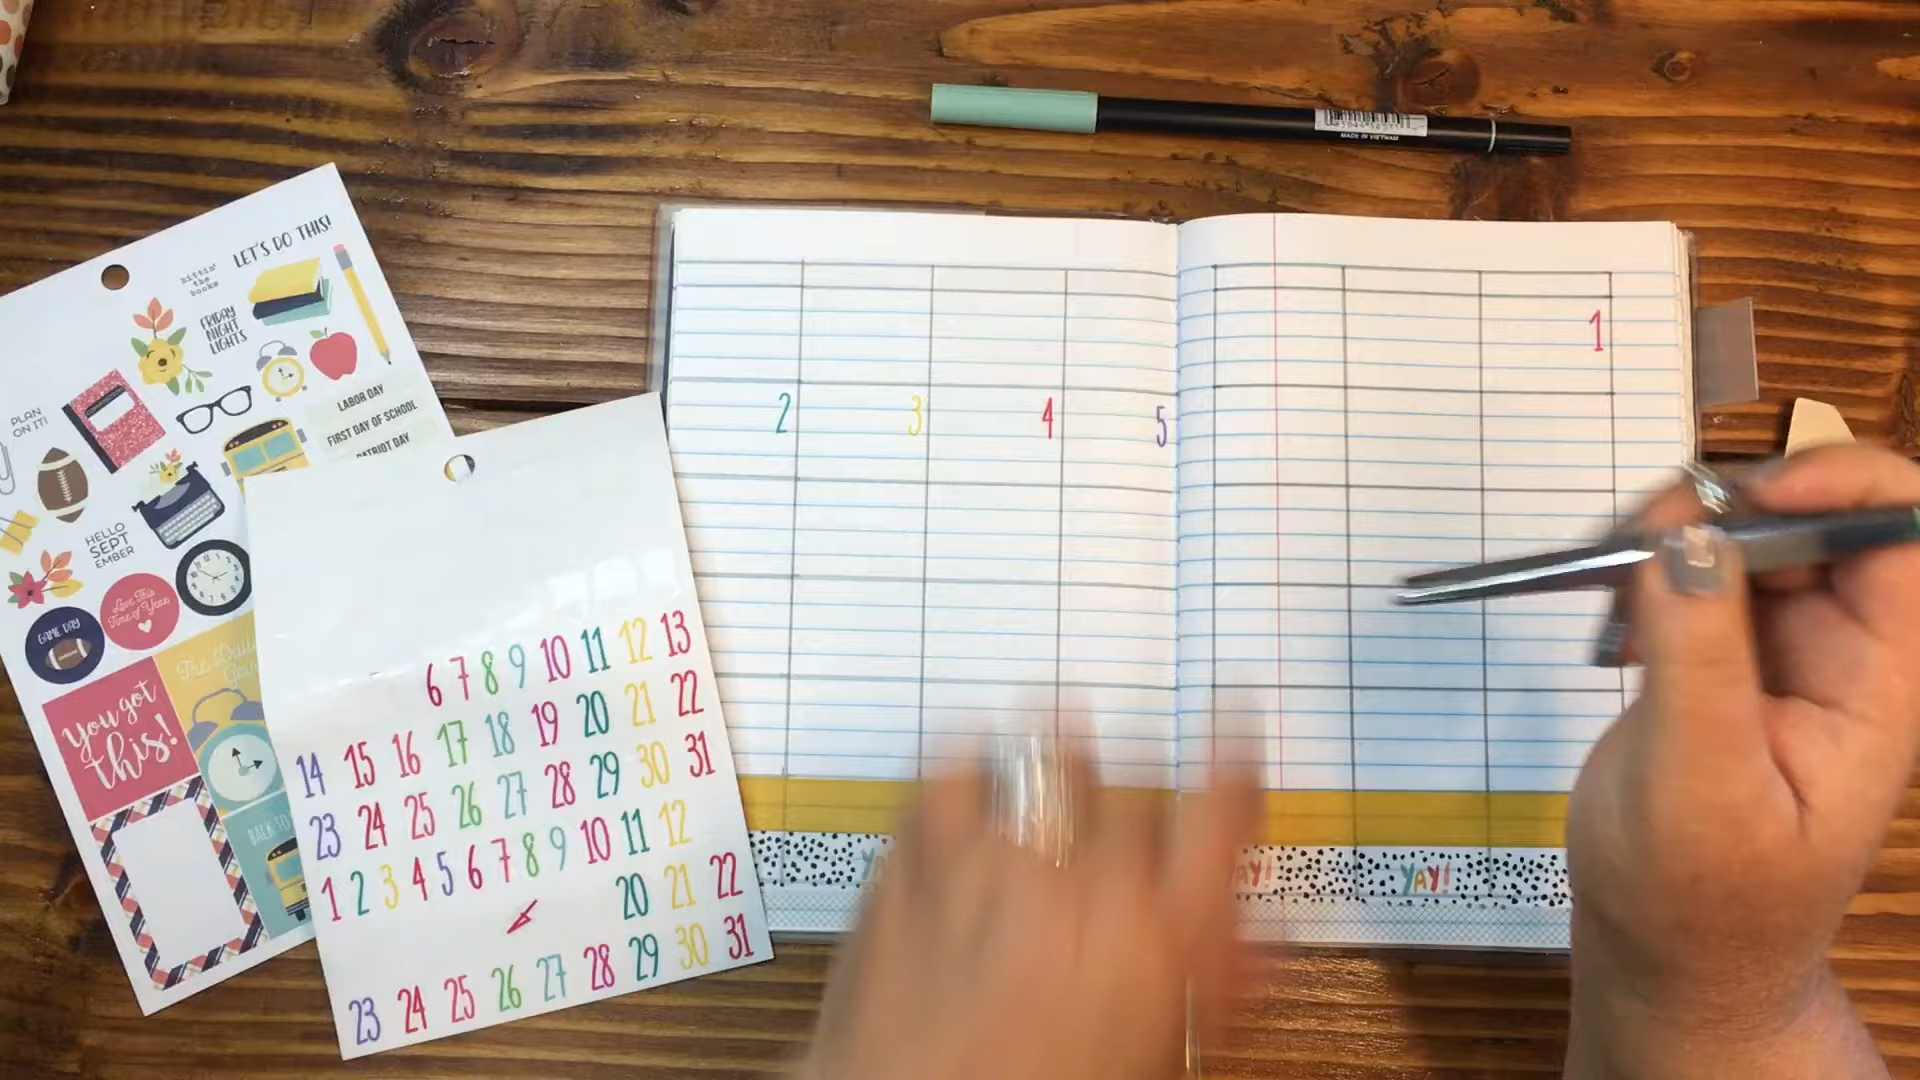 MADE IN VIETNAM
LET'S DO THIS!
hittin'
the
books
FRIDAY
NIGHT
LIGHTS
PLAN
ON IT!
LABOR DAY
FIRST DAY OF SCHOOL
PATRIOT DAY
HELLO
SEPT
EMBER
Love This
Time of Year
GAME DAY
The Daily
You got
this!
BACK TO
6 7 8 9 10 11 12 13
14 15 16 17 18 19 20 21 22
23 24 25 26 27 28 29 30 31
1 2 3 4 5 6 7 8 9 10 11 12
20 21 22
23 24 25 26 27 28 29 30 31
1
2 3 4 5
YAY!
YAY!